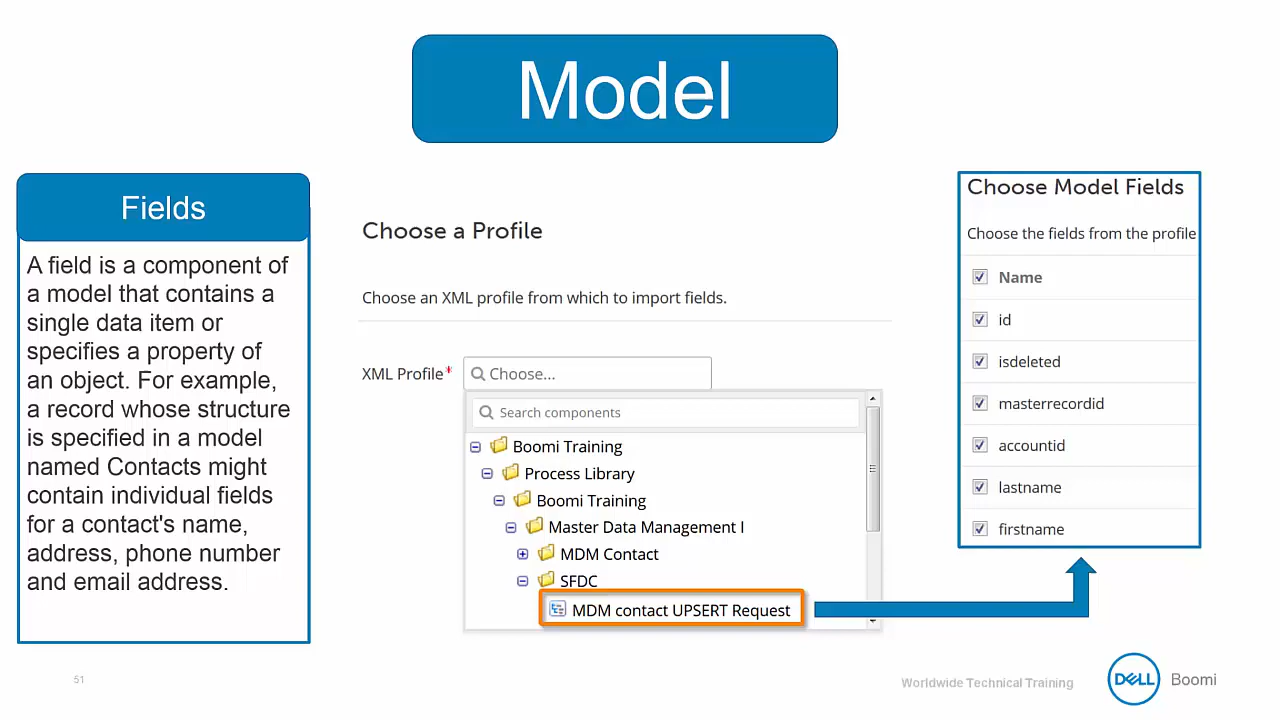 Model
Fields
A field is a component of
a model that contains a
single data item or
specifies a property of
an object. For example,
a record whose structure
is specified in a model
named Contacts might
contain individual fields
for a contact's name,
address, phone number
and email address.
Choose a Profile
Choose an XML profile from which to import fields.
XML Profile*
Choose...
Search components
Boomi Training
Process Library
Boomi Training
Master Data Management I
MDM Contact
SFDC
MDM contact UPSERT Request
Choose Model Fields
Choose the fields from the profile
Name
id
isdeleted
masterrecordid
accountid
lastname
firstname
51
Worldwide Technical Training
DELL
Boomi